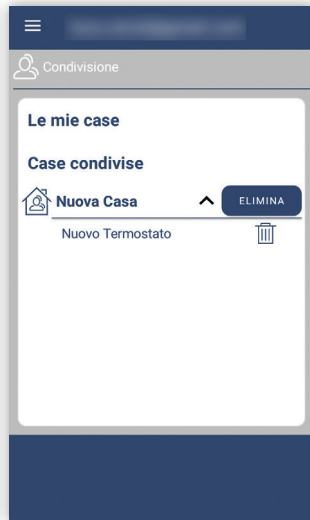 Condivisione
Le mie case
Case condivise
Nuova Casa
ELIMINA
Nuovo Termostato